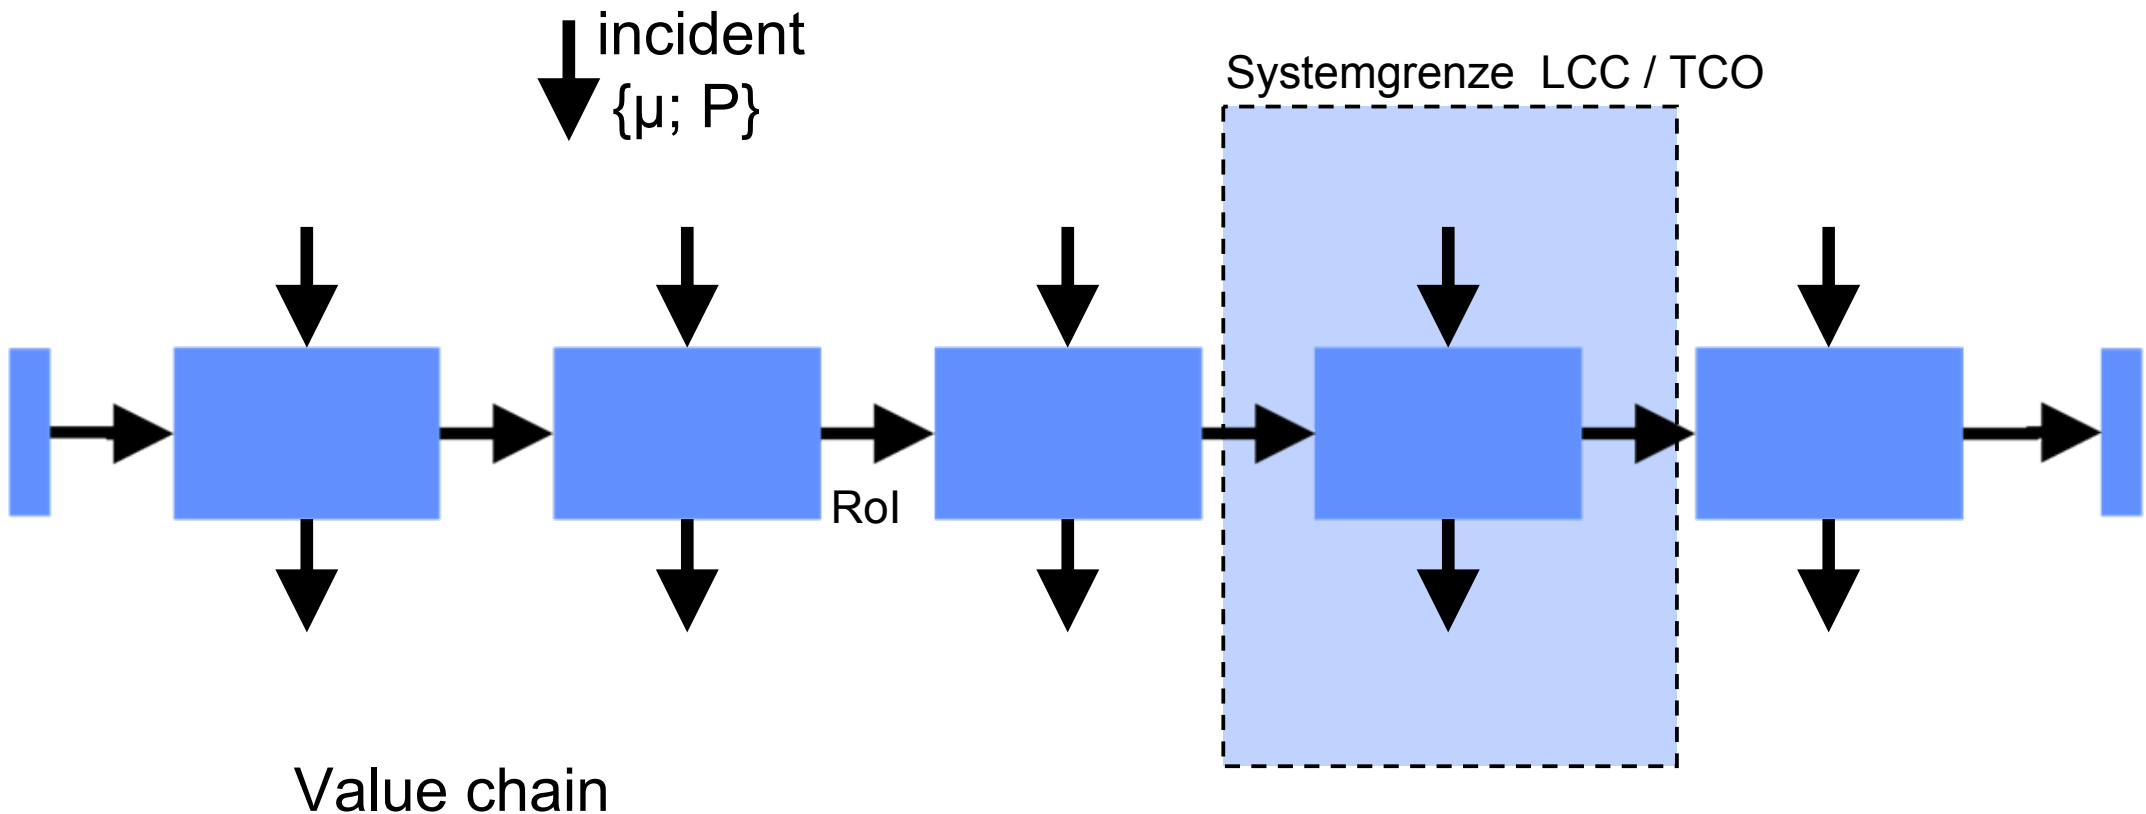 incident
{µ; P}
Systemgrenze LCC / TCO
RoI
Value chain